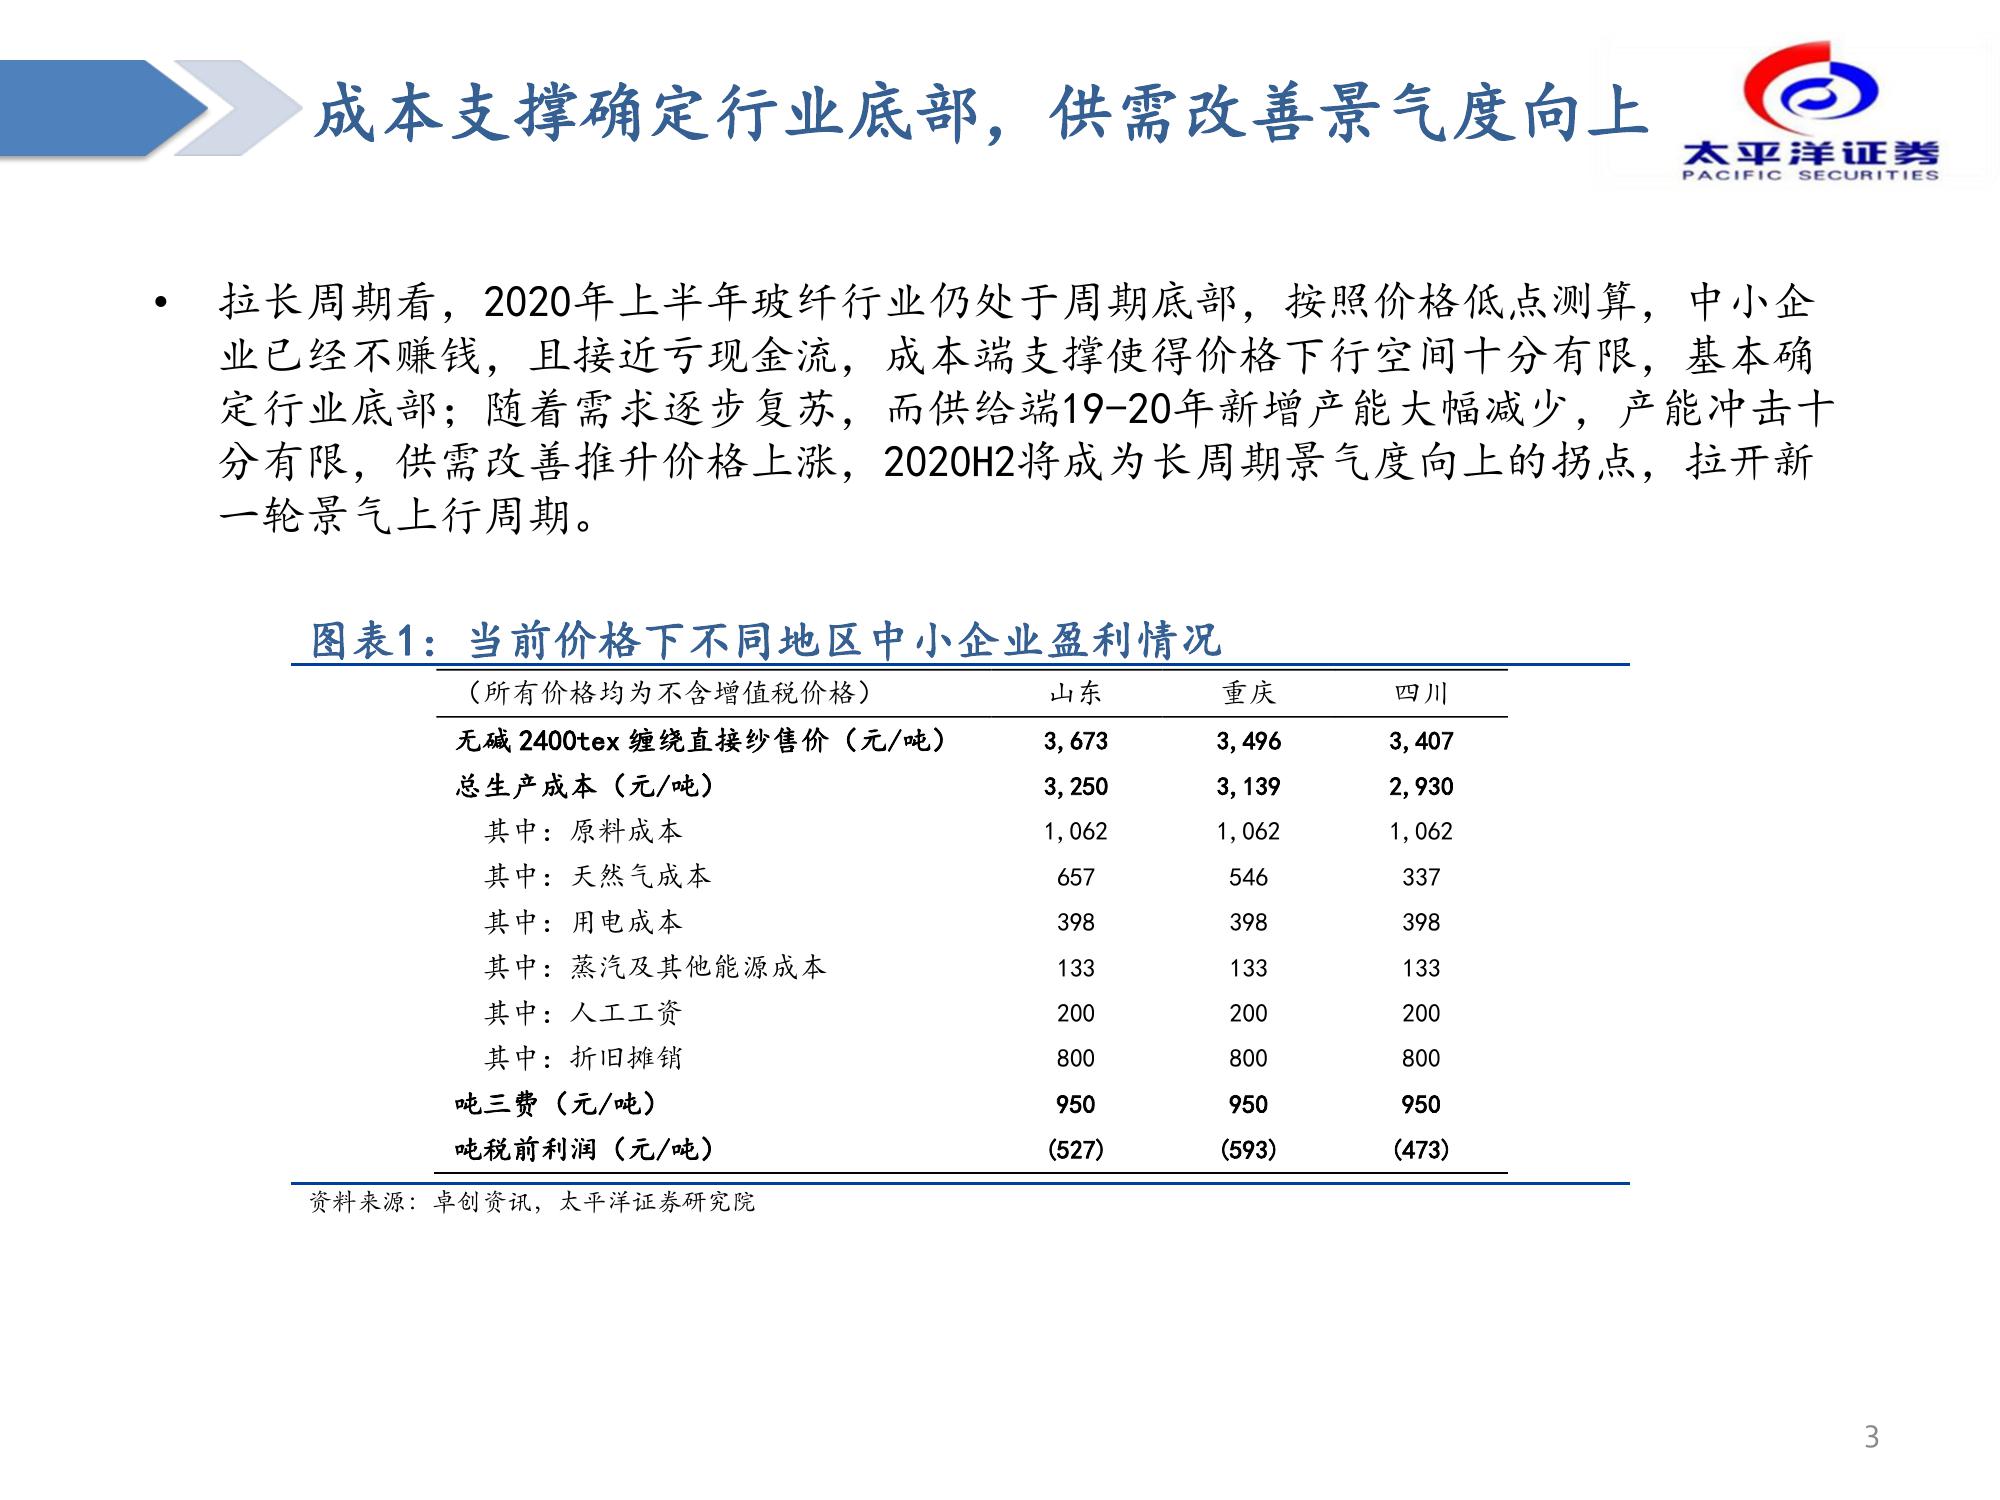 成本支撑确定行业底部，供需改善景气度向上
太平洋证券
PACIFIC SECURITIES
• 拉长周期看，2020年上半年玻纤行业仍处于周期底部，按照价格低点测算，中小企
业已经不赚钱，且接近亏现金流，成本端支撑使得价格下行空间十分有限，基本确
定行业底部；随着需求逐步复苏，而供给端19-20年新增产能大幅减少，产能冲击十
分有限，供需改善推升价格上涨，2020H2将成为长周期景气度向上的拐点，拉开新
一轮景气上行周期。
图表1：当前价格下不同地区中小企业盈利情况
（所有价格均为不含增值税价格） 山东 重庆 四川
无碱 2400tex 缠绕直接纱售价（元/吨） 3,673 3,496 3,407
总生产成本（元/吨） 3,250 3,139 2,930
其中：原料成本 1,062 1,062 1,062
其中：天然气成本 657 546 337
其中：用电成本 398 398 398
其中：蒸汽及其他能源成本 133 133 133
其中：人工工资 200 200 200
其中：折旧摊销 800 800 800
吨三费（元/吨） 950 950 950
吨税前利润（元/吨） (527) (593) (473)
资料来源：卓创资讯，太平洋证券研究院
3